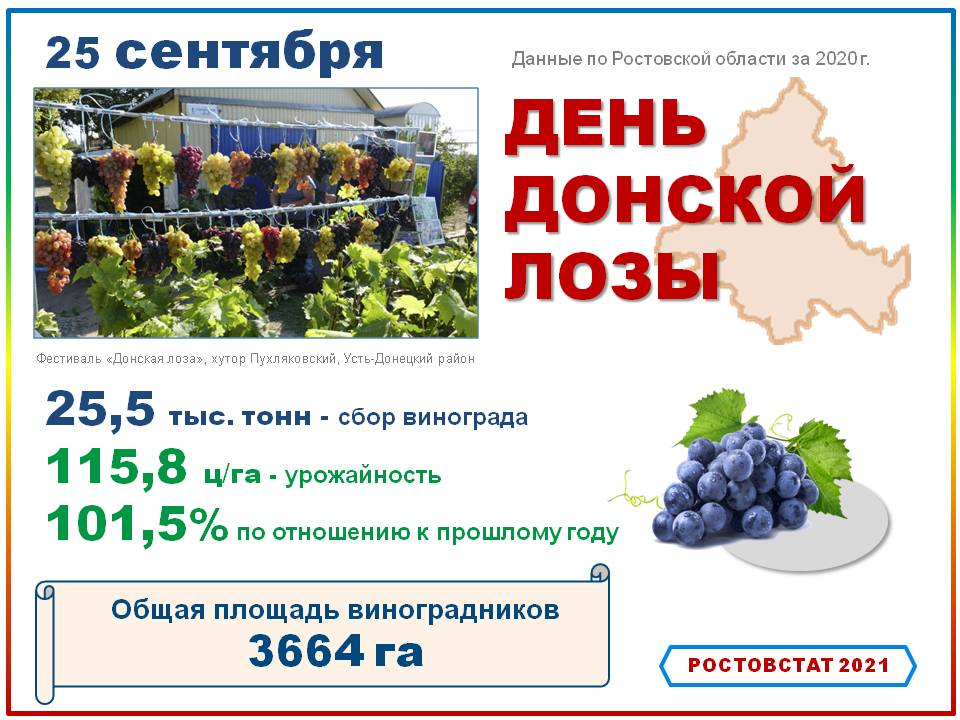 25 сентября
Данные по Ростовской области за 2020 г.
ДЕНЬ
ДОНСКОЙ
ЛОЗЫ
Фестиваль «Донская лоза», хутор Пухляковский, Усть-Донецкий район
25,5 тыс. тонн - сбор винограда
115,8 ц/га - урожайность
101,5% по отношению к прошлому году
Общая площадь виноградников
3664 га
РОСТОВСТАТ 2021